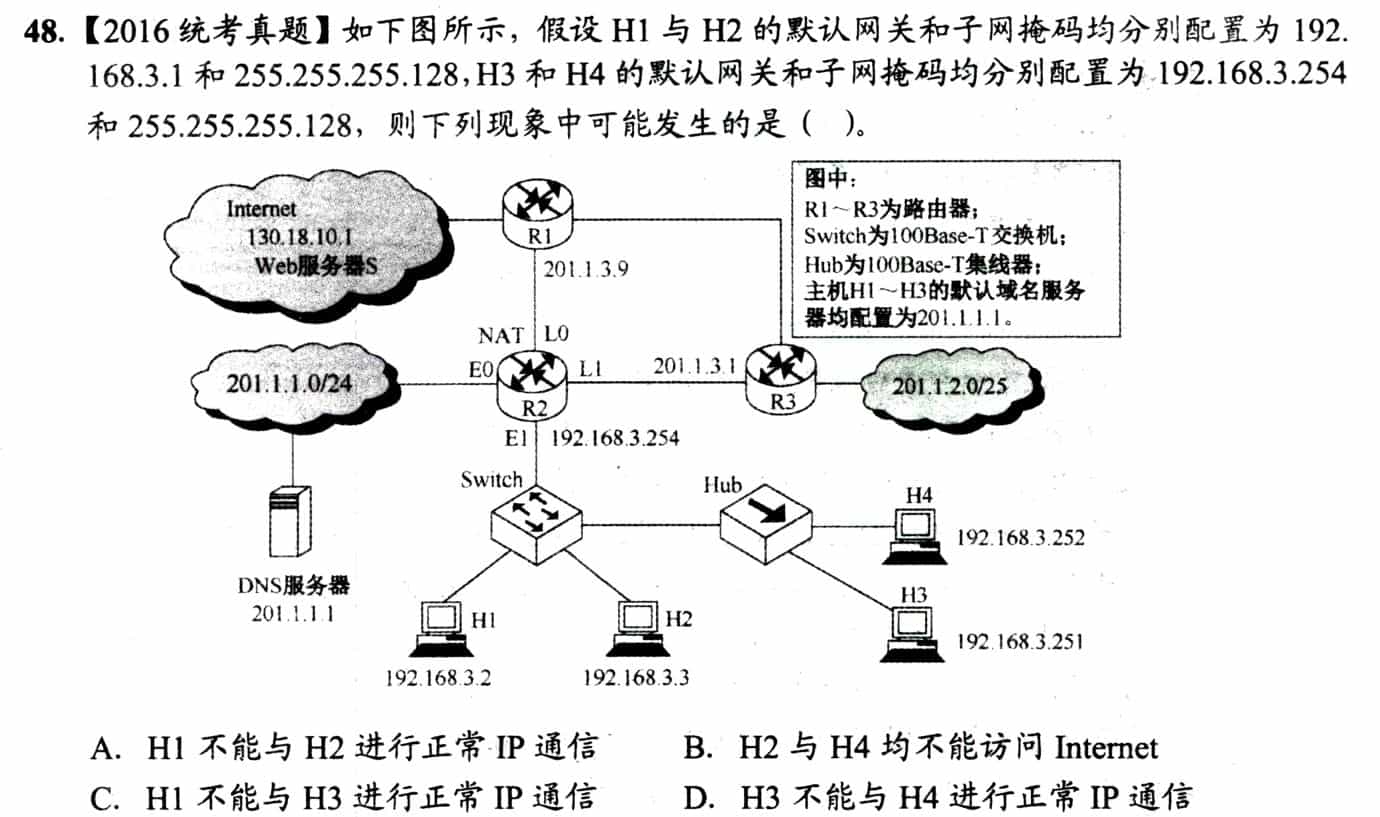 48.【2016 统考真题】如下图所示，假设 H1 与 H2 的默认网关和子网掩码均分别配置为 192.
168.3.1 和 255.255.255.128，H3 和 H4 的默认网关和子网掩码均分别配置为 192.168.3.254
和 255.255.255.128，则下列现象中可能发生的是（  ）。
图中：
R1～R3为路由器；
Switch为100Base-T交换机；
Hub为100Base-T集线器；
主机H1～H3的默认域名服务
器均配置为201.1.1.1。
Internet
130.18.10.1
Web服务器S
R1
201.1.3.9
NAT L0
201.1.1.0/24
E0
L1
201.1.3.1
R2
R3
201.1.2.0/25
E1
192.168.3.254
Switch
Hub
H4
192.168.3.252
DNS服务器
201.1.1.1
H1
192.168.3.2
H2
192.168.3.3
H3
192.168.3.251
A. H1 不能与 H2 进行正常 IP 通信 B. H2 与 H4 均不能访问 Internet
C. H1 不能与 H3 进行正常 IP 通信 D. H3 不能与 H4 进行正常 IP 通信